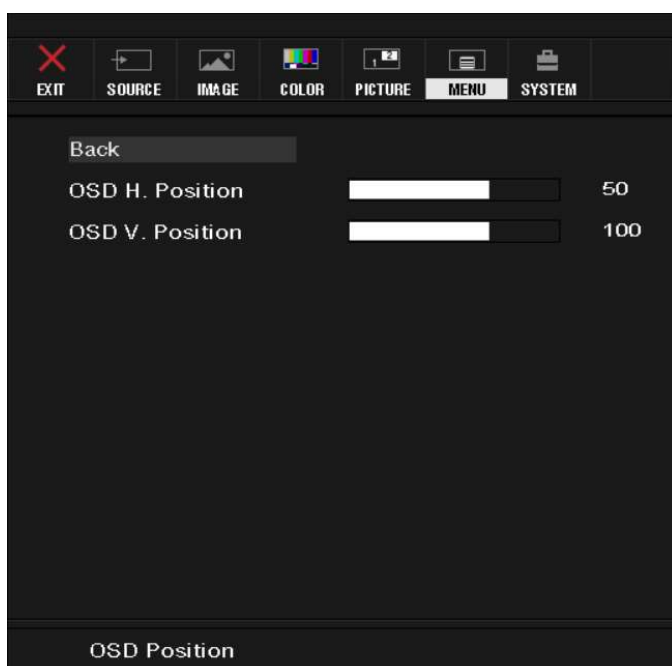 EXIT SOURCE IMAGE COLOR PICTURE MENU SYSTEM
Back
OSD H. Position 50
OSD V. Position 100
OSD Position